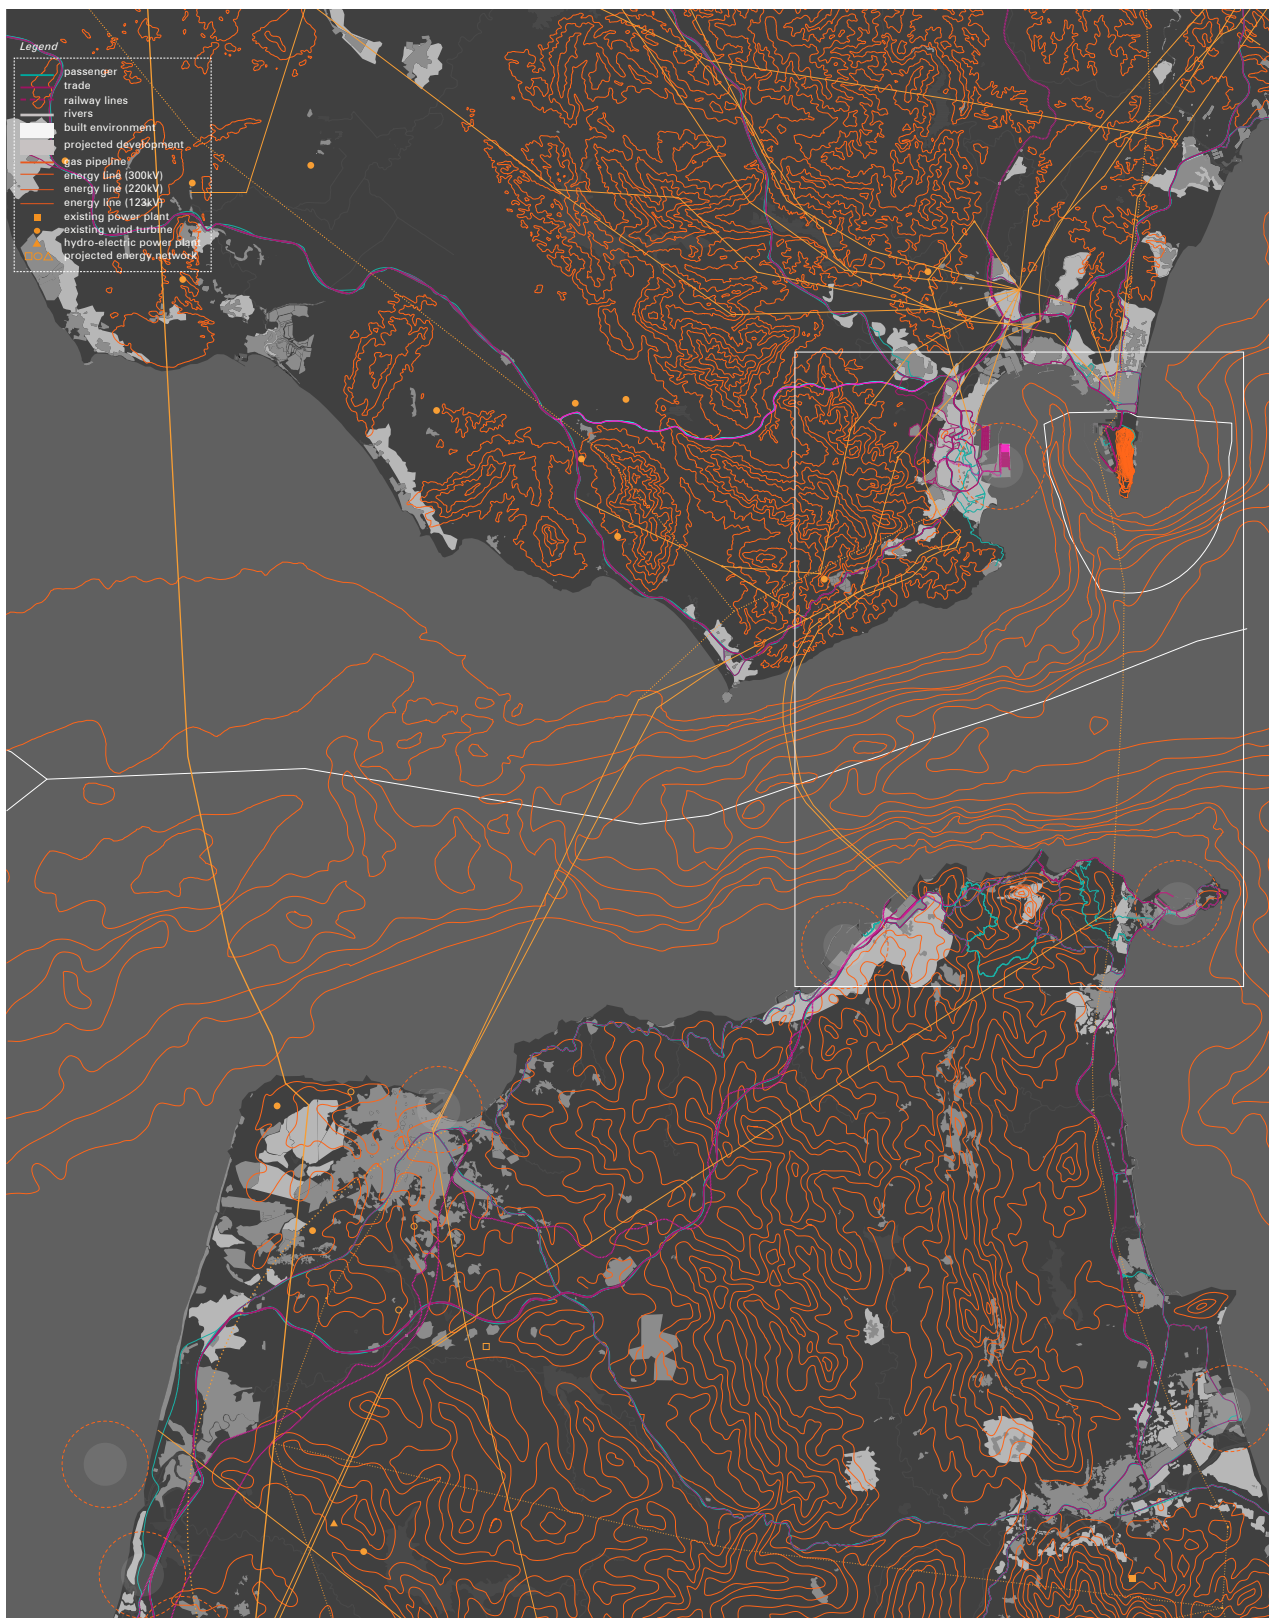 Legend
passenger
trade
railway lines
rivers
built environment
projected development
gas pipeline
energy line (300kV)
energy line (220kV)
energy line (123kV)
existing power plant
existing wind turbine
hydro-electric power plant
projected energy network